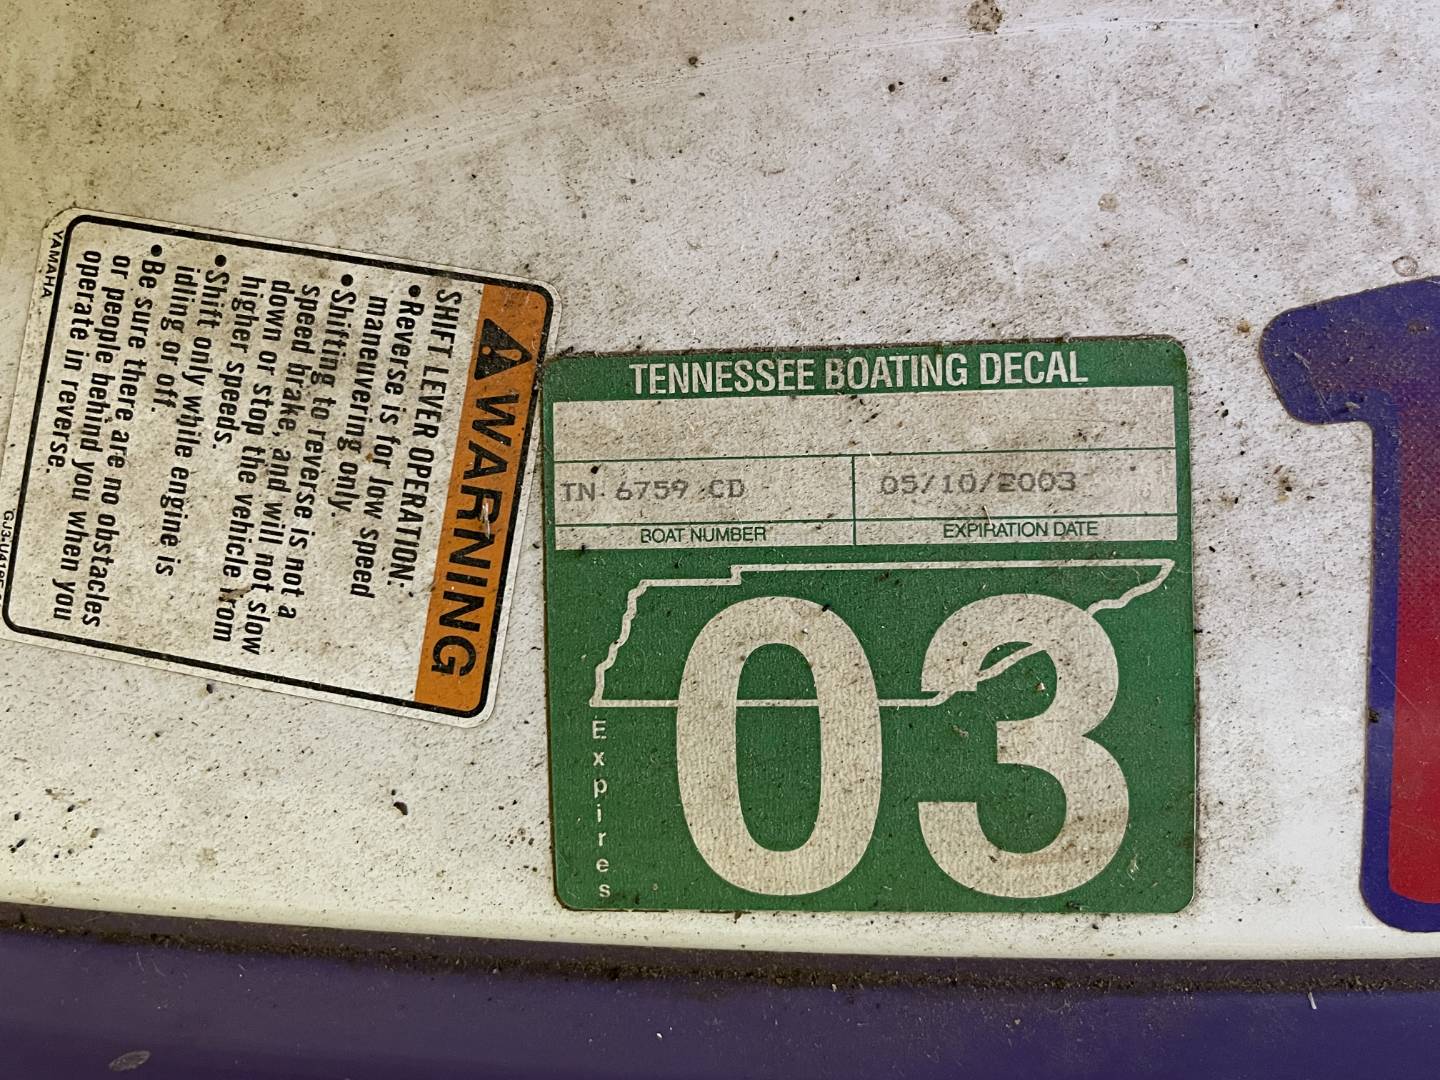 ⚠ WARNING
SHIFT LEVER OPERATION:
•Reverse is for low speed
maneuvering only.
•Shifting to reverse is not a
speed brake, and will not slow
down or stop the vehicle from
higher speeds.
•Shift only while engine is
idling or off.
•Be sure there are no obstacles
or people behind you when you
operate in reverse.
YAMAHA
TENNESSEE BOATING DECAL
TN 6759 CD
05/10/2003
BOAT NUMBER
EXPIRATION DATE
03
Expires